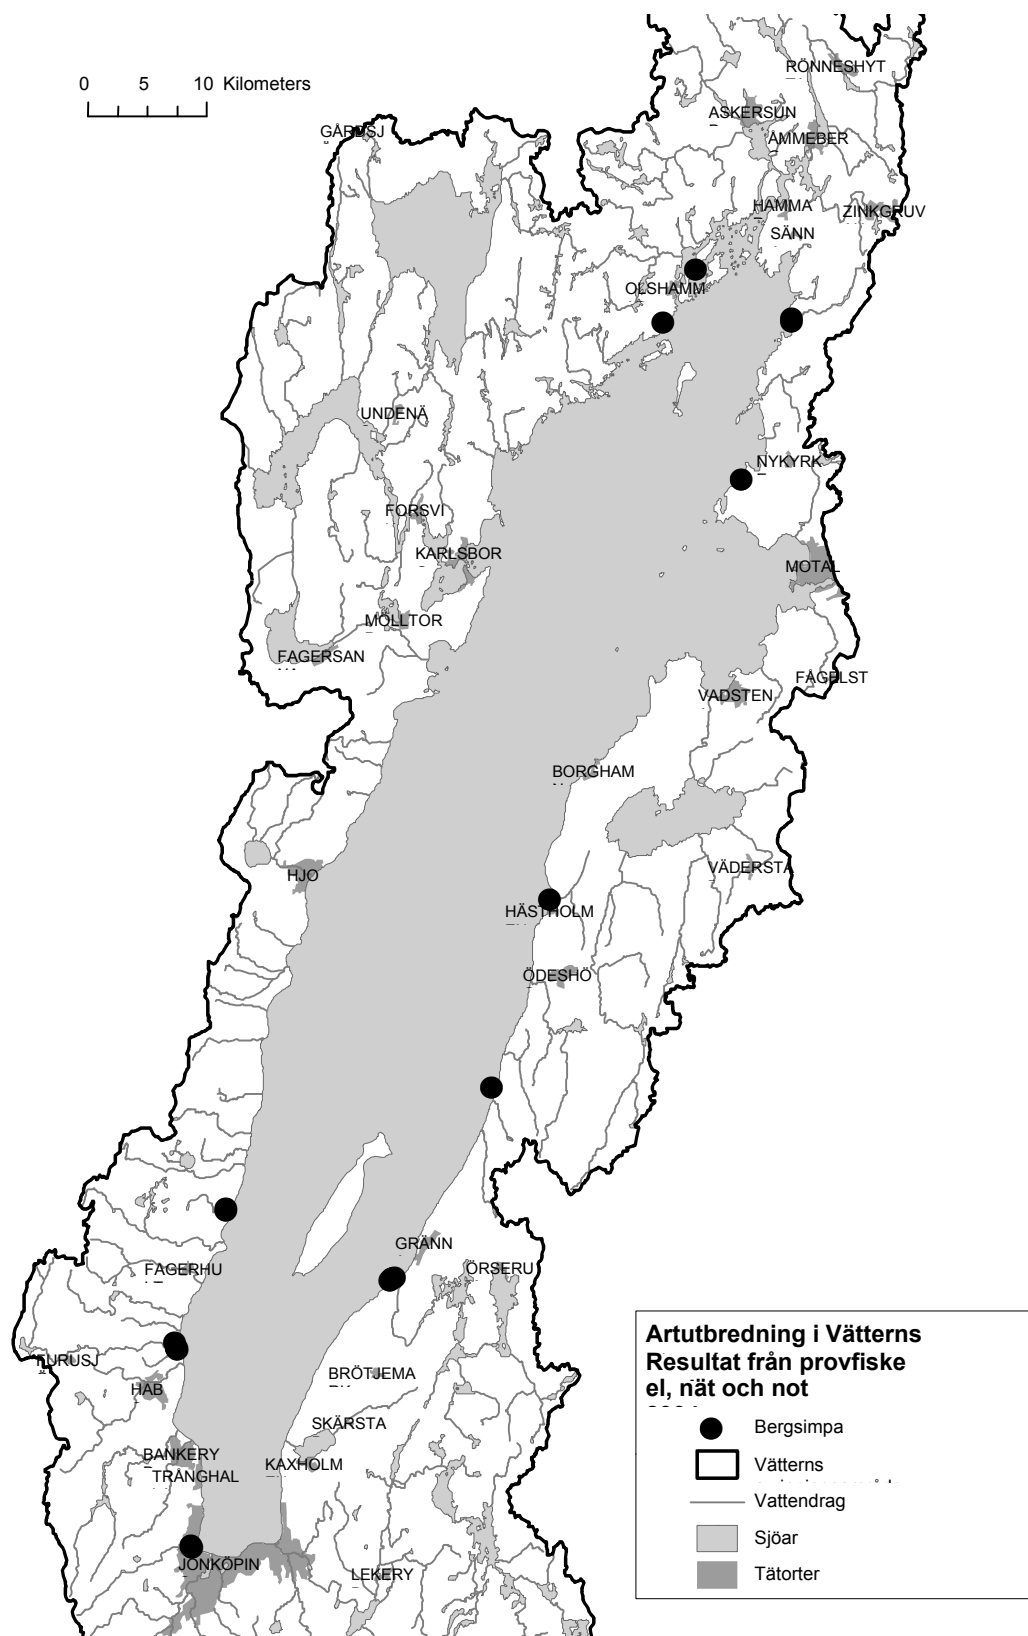 0 5 10 Kilometers
RÖNNESHYT
ASKERSUN
ÅMMEBER
GÅRDSJ
HAMMA
ZINKGRUV
SÄNN
OLSHAMM
UNDENÄ
NYKYRK
FORSVI
KARLSBOR
MOTAL
MÖLLTOR
FAGERSAN
FÅGELST
VADSTEN
BORGHAM
VÄDERSTA
HJO
HÄSTHOLM
ÖDESHÖ
GRÄNN
FAGERHU
ÖRSERU
FURUSJ
BRÖTJEMA
HAB
SKÄRSTA
BANKERY
KAXHOLM
TRÅNGHAL
JÖNKÖPIN
LEKERY
Artutbredning i Vätterns
Resultat från provfiske
el, nät och not
Bergsimpa
Vätterns
Vattendrag
Sjöar
Tätorter